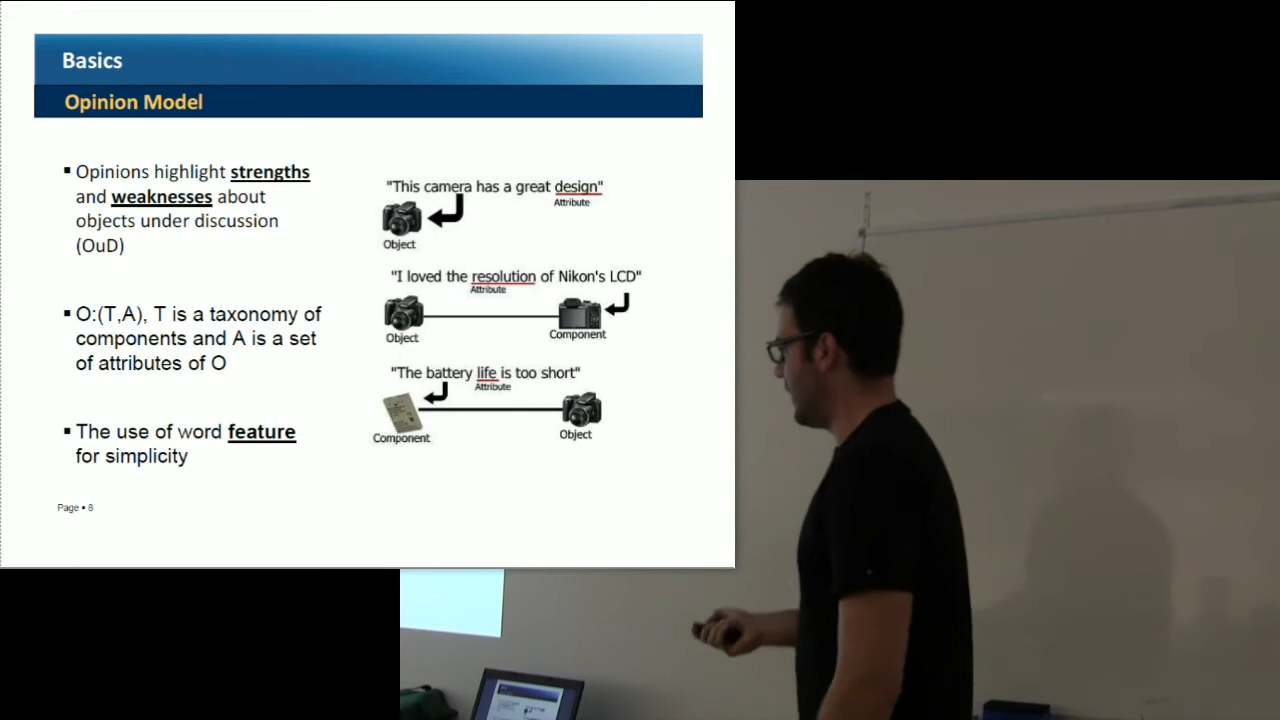 Basics
Opinion Model
▪ Opinions highlight strengths
and weaknesses about
objects under discussion
(OuD)
▪ O:(T,A), T is a taxonomy of
components and A is a set
of attributes of O
▪ The use of word feature
for simplicity
"This camera has a great design"
Attribute
Object
"I loved the resolution of Nikon's LCD"
Attribute
Object
Component
"The battery life is too short"
Attribute
Component
Object
Page ▪ 8